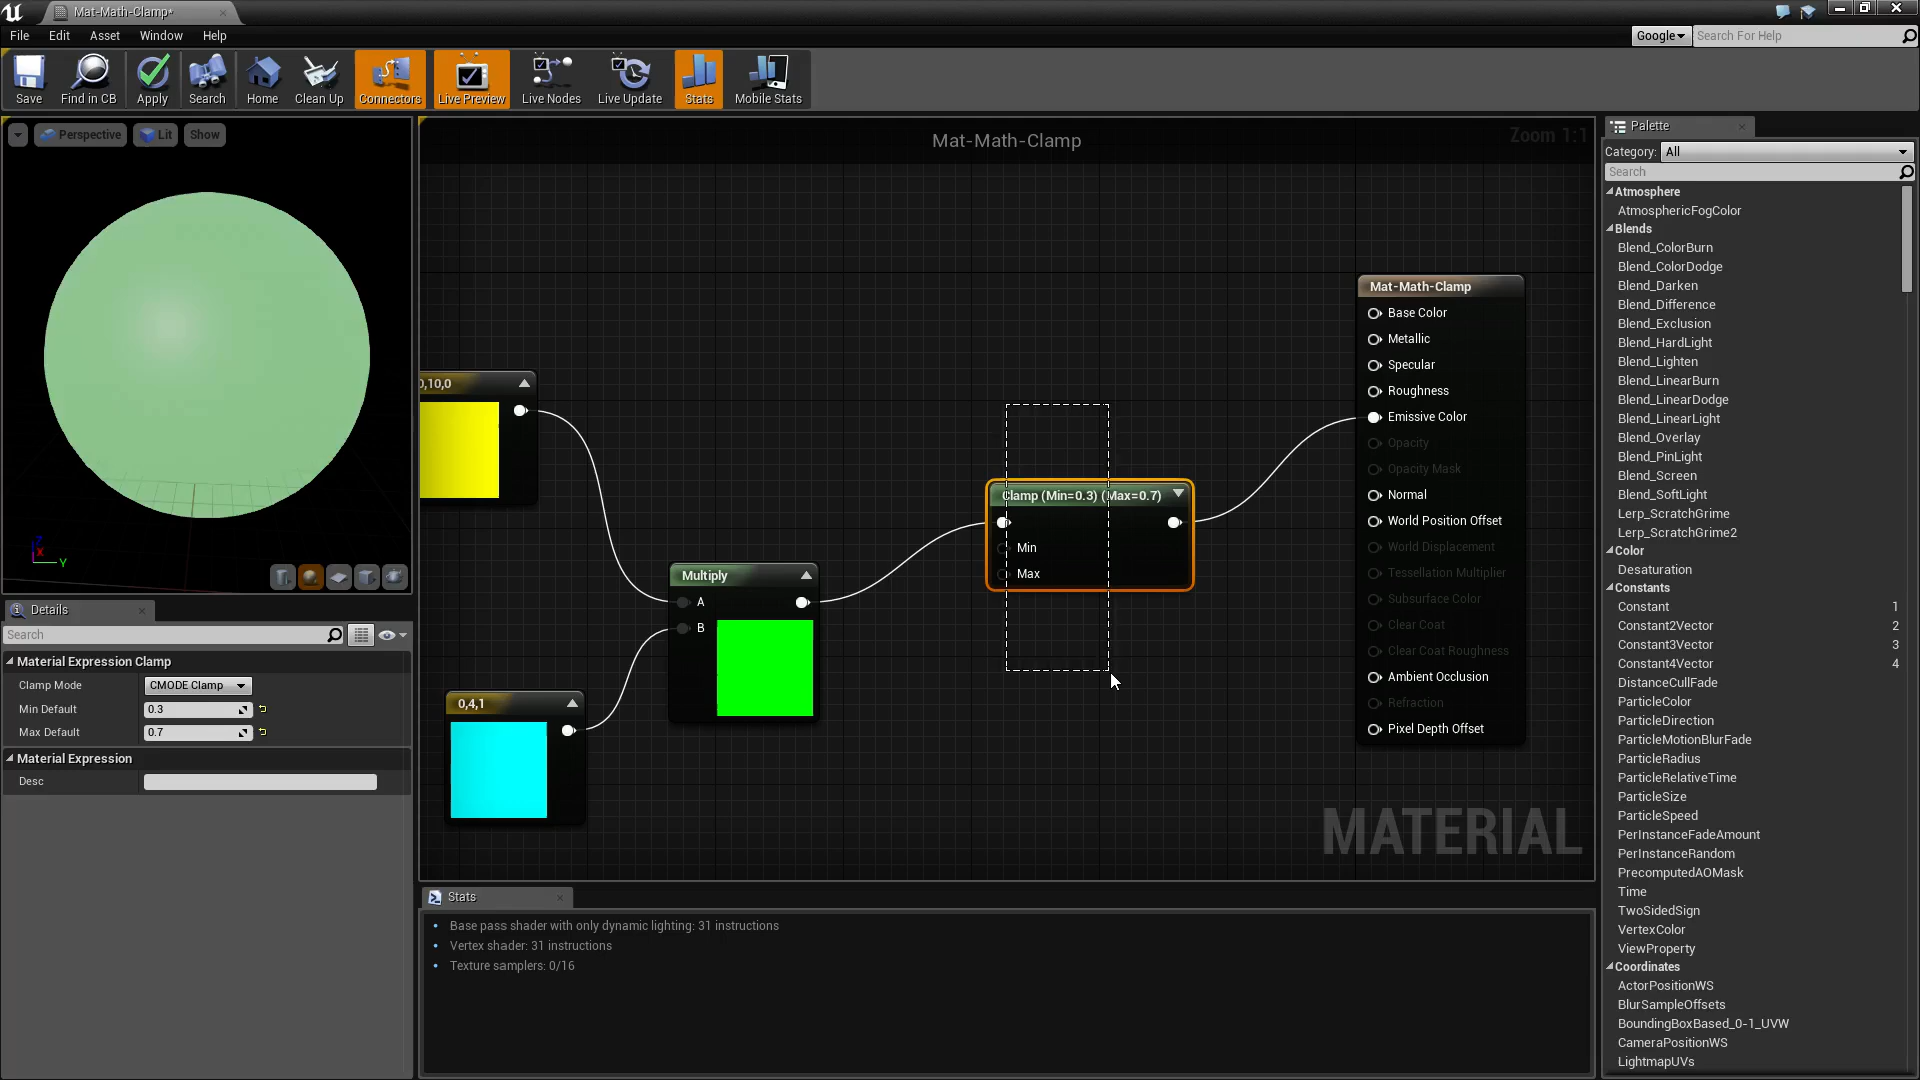 Mat-Math-Clamp*
File Edit Asset Window Help
Google
Search For Help
Save Find in CB Apply Search Home Clean Up Connectors Live Preview Live Nodes Live Update Stats Mobile Stats
Perspective Lit Show
Y
Mat-Math-Clamp
Zoom 1:1
0,10,0
Multiply
A
B
0,4,1
Clamp (Min=0.3) (Max=0.7)
Min
Max
Mat-Math-Clamp
Base Color
Metallic
Specular
Roughness
Emissive Color
Opacity
Opacity Mask
Normal
World Position Offset
World Displacement
Tessellation Multiplier
Subsurface Color
Clear Coat
Clear Coat Roughness
Ambient Occlusion
Refraction
Pixel Depth Offset
MATERIAL
Details
Search
Material Expression Clamp
Clamp Mode CMODE Clamp
Min Default 0.3
Max Default 0.7
Material Expression
Desc
Stats
Base pass shader with only dynamic lighting: 31 instructions
Vertex shader: 31 instructions
Texture samplers: 0/16
Palette
Category: All
Search
Atmosphere
AtmosphericFogColor
Blends
Blend_ColorBurn
Blend_ColorDodge
Blend_Darken
Blend_Difference
Blend_Exclusion
Blend_HardLight
Blend_Lighten
Blend_LinearBurn
Blend_LinearDodge
Blend_LinearLight
Blend_Overlay
Blend_PinLight
Blend_Screen
Blend_SoftLight
Lerp_ScratchGrime
Lerp_ScratchGrime2
Color
Desaturation
Constants
Constant 1
Constant2Vector 2
Constant3Vector 3
Constant4Vector 4
DistanceCullFade
ParticleColor
ParticleDirection
ParticleMotionBlurFade
ParticleRadius
ParticleRelativeTime
ParticleSize
ParticleSpeed
PerInstanceFadeAmount
PerInstanceRandom
PrecomputedAOMask
Time
TwoSidedSign
VertexColor
ViewProperty
Coordinates
ActorPositionWS
BlurSampleOffsets
BoundingBoxBased_0-1_UVW
CameraPositionWS
LightmapUVs